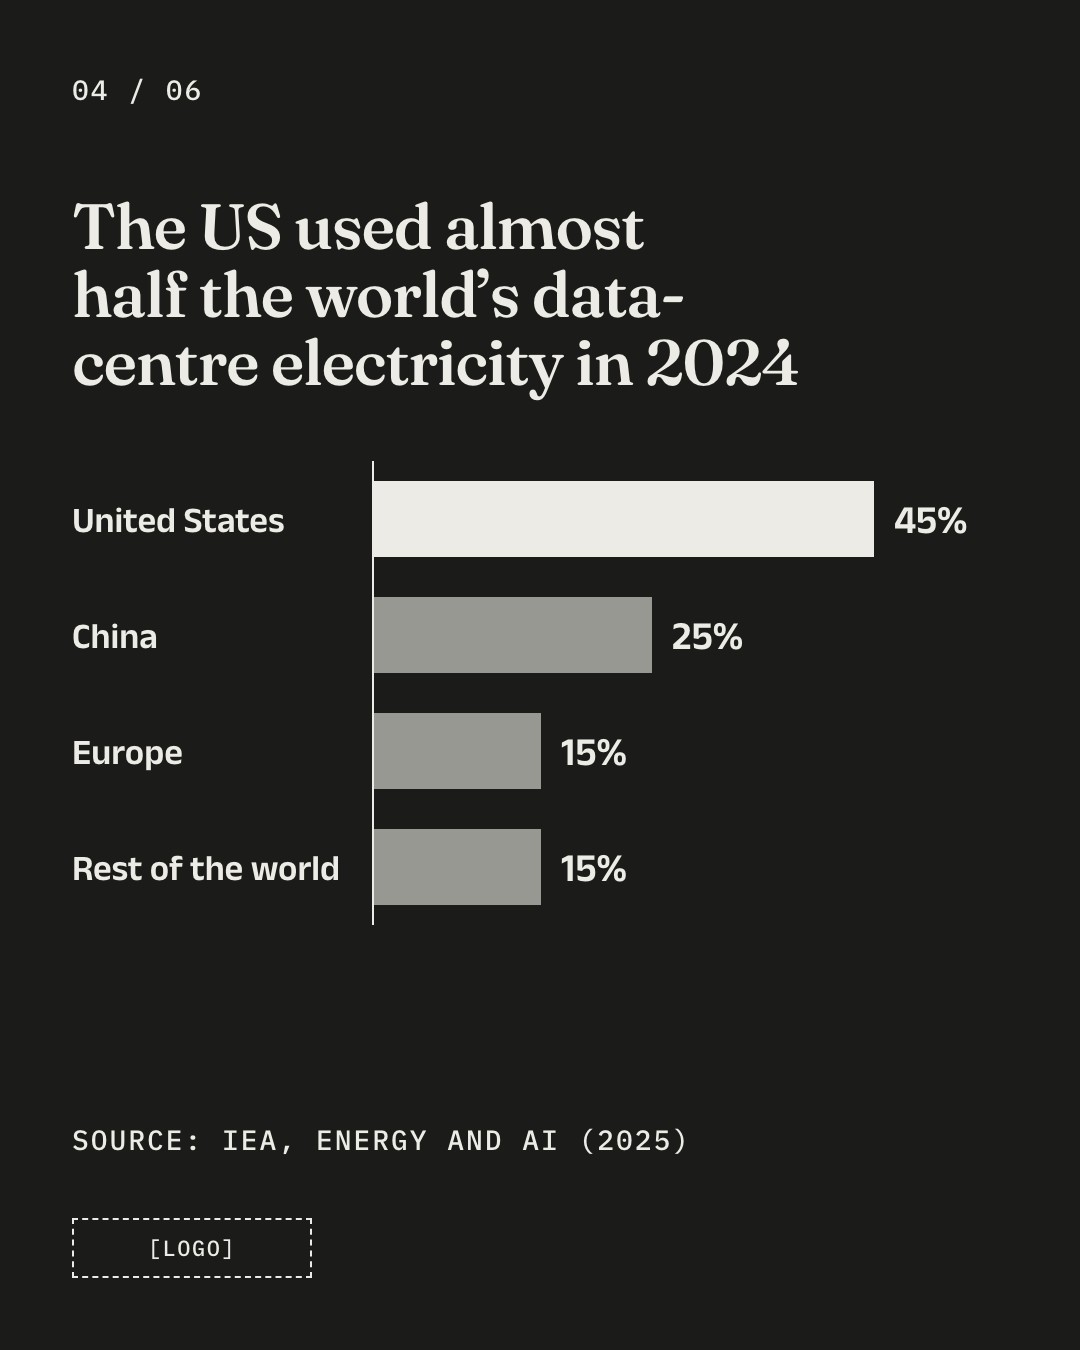 04 / 06
The US used almost
half the world’s data-
centre electricity in 2024
United States 45%
China 25%
Europe 15%
Rest of the world 15%
SOURCE: IEA, ENERGY AND AI (2025)
[LOGO]